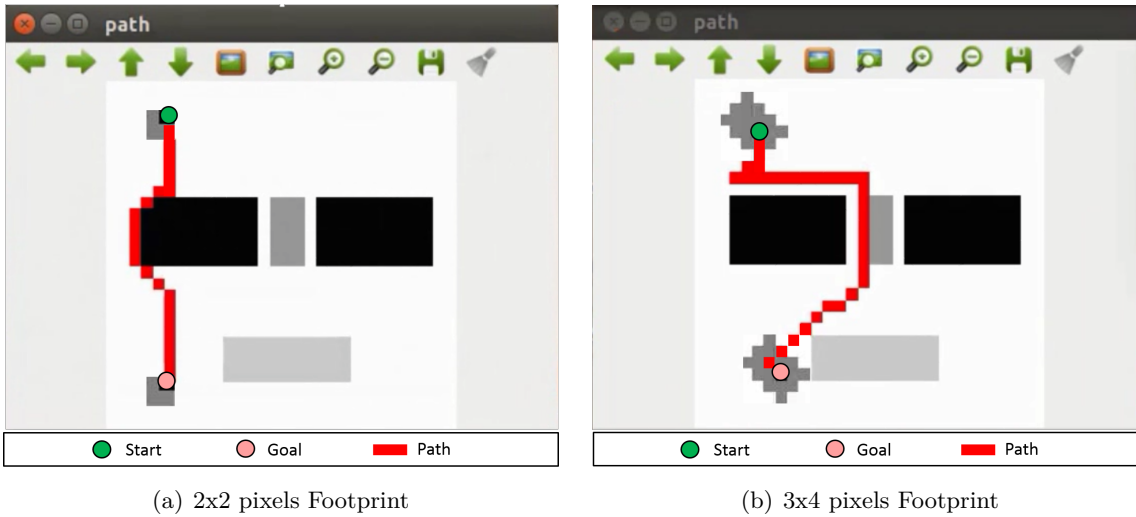 path
path
Start Goal Path
Start Goal Path
(a) 2x2 pixels Footprint
(b) 3x4 pixels Footprint